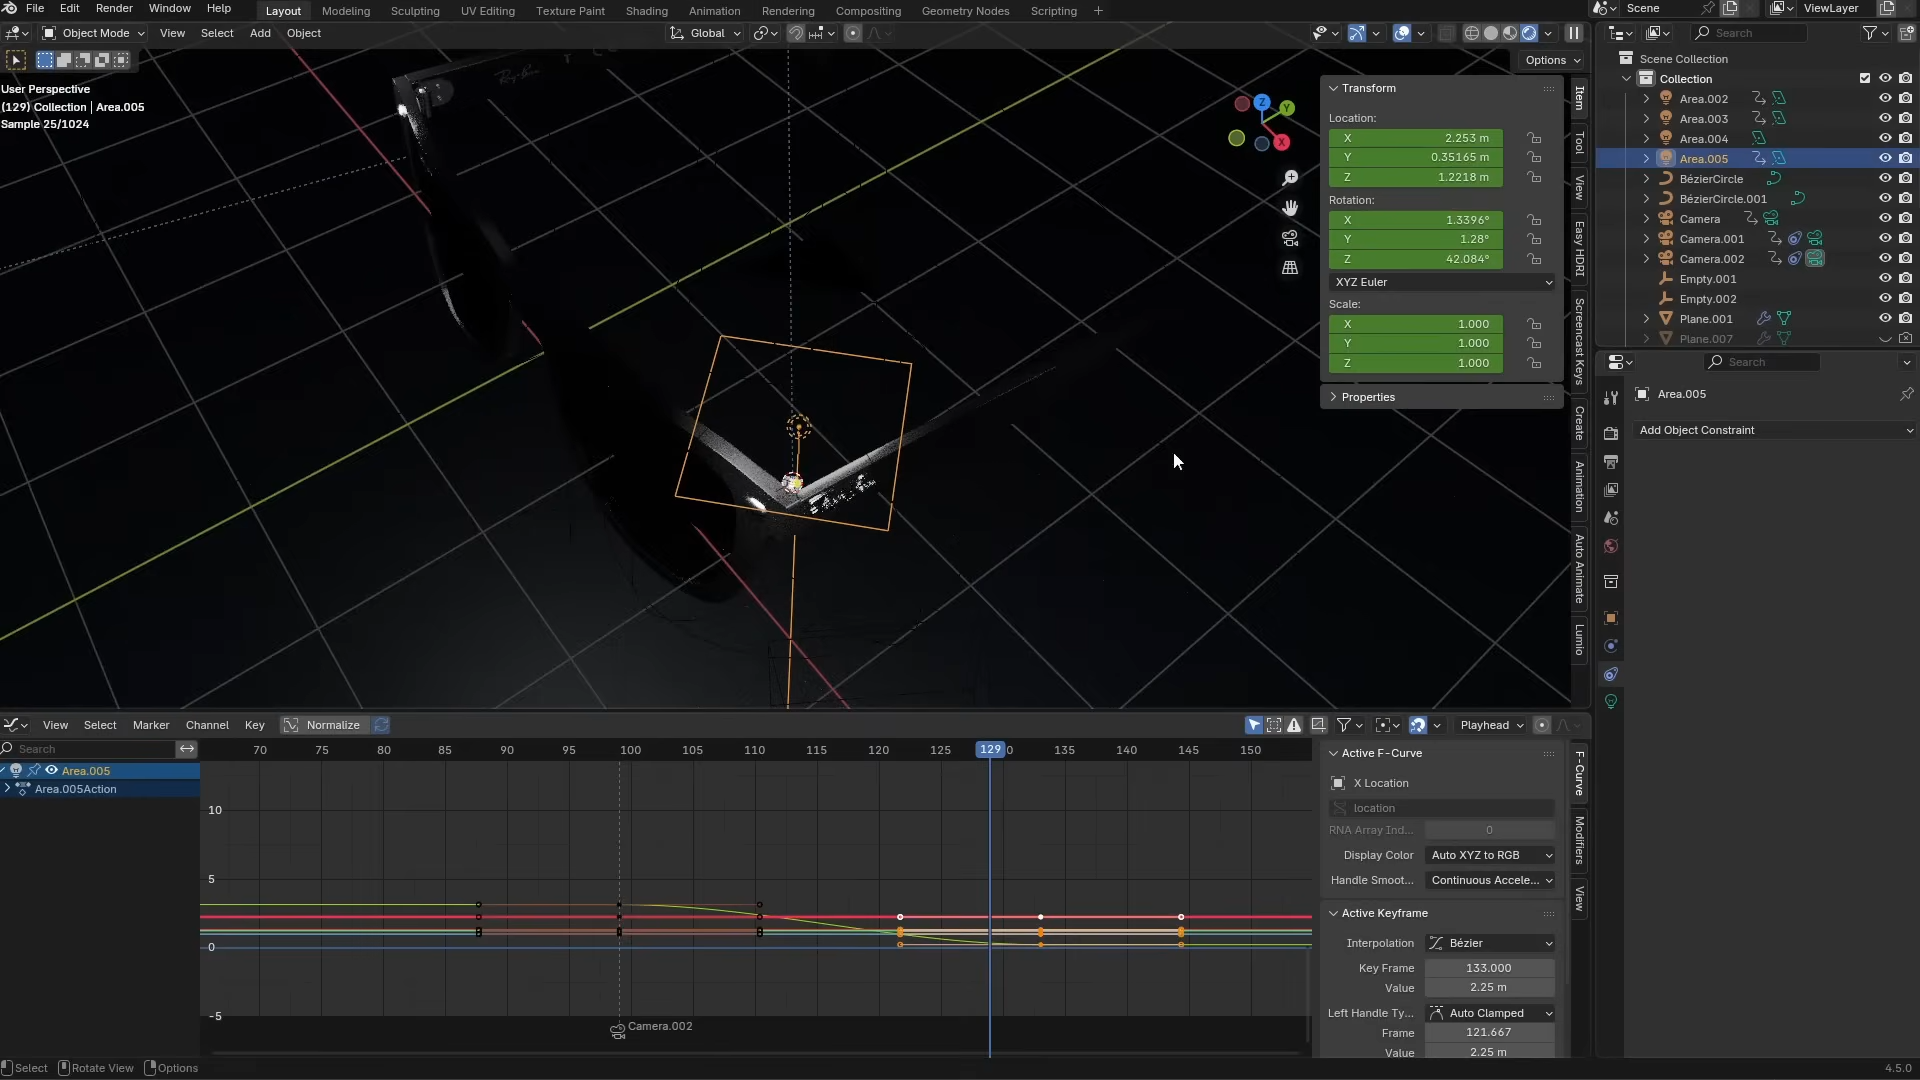 File Edit Render Window Help Layout Modeling Sculpting UV Editing Texture Paint Shading Animation Rendering Compositing Geometry Nodes Scripting Scene ViewLayer
Object Mode View Select Add Object Global Search
Options
User Perspective
(129) Collection | Area.005
Sample 25/1024
Z
Y
X
Transform
Location:
X 2.253 m
Y 0.35165 m
Z 1.2218 m
Rotation:
X 1.3396°
Y 1.28°
Z 42.084°
XYZ Euler
Scale:
X 1.000
Y 1.000
Z 1.000
Properties
Item
Tool
View
Easy HDRI
Screencast Keys
Create
Animation
Auto Animate
Lumio
Scene Collection
Collection
Area.002
Area.003
Area.004
Area.005
BézierCircle
BézierCircle.001
Camera
Camera.001
Camera.002
Empty.001
Empty.002
Plane.001
Plane.007
Search
Area.005
Add Object Constraint
View Select Marker Channel Key Normalize Playhead
Search
70 75 80 85 90 95 100 105 110 115 120 125 129 0 135 140 145 150
Area.005
Area.005Action
10
5
0
-5
Camera.002
Active F-Curve
X Location
location
RNA Array Ind... 0
Display Color Auto XYZ to RGB
Handle Smoot... Continuous Accele...
Active Keyframe
Interpolation Bézier
Key Frame 133.000
Value 2.25 m
Left Handle Ty... Auto Clamped
Frame 121.667
Value 2.25 m
F-Curve
Modifiers
View
Select Rotate View Options 4.5.0